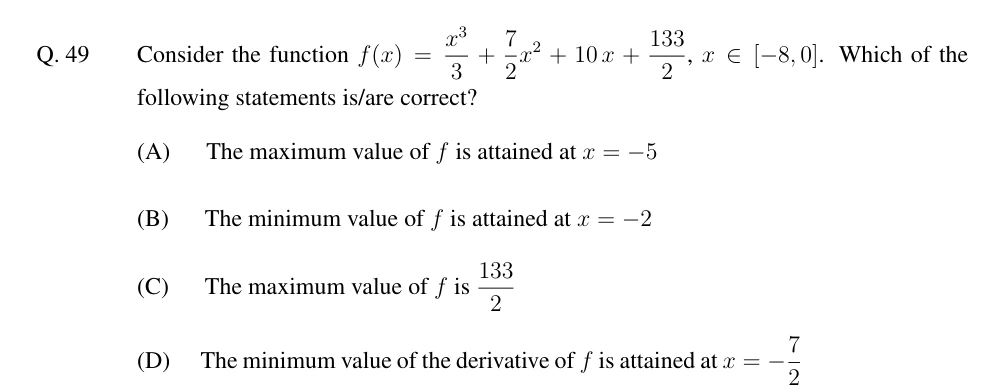 Q. 49 Consider the function f(x) = x³/3 + 7/2 x² + 10 x + 133/2, x ∈ [−8, 0]. Which of the
following statements is/are correct?
(A) The maximum value of f is attained at x = −5
(B) The minimum value of f is attained at x = −2
(C) The maximum value of f is 133/2
(D) The minimum value of the derivative of f is attained at x = −7/2